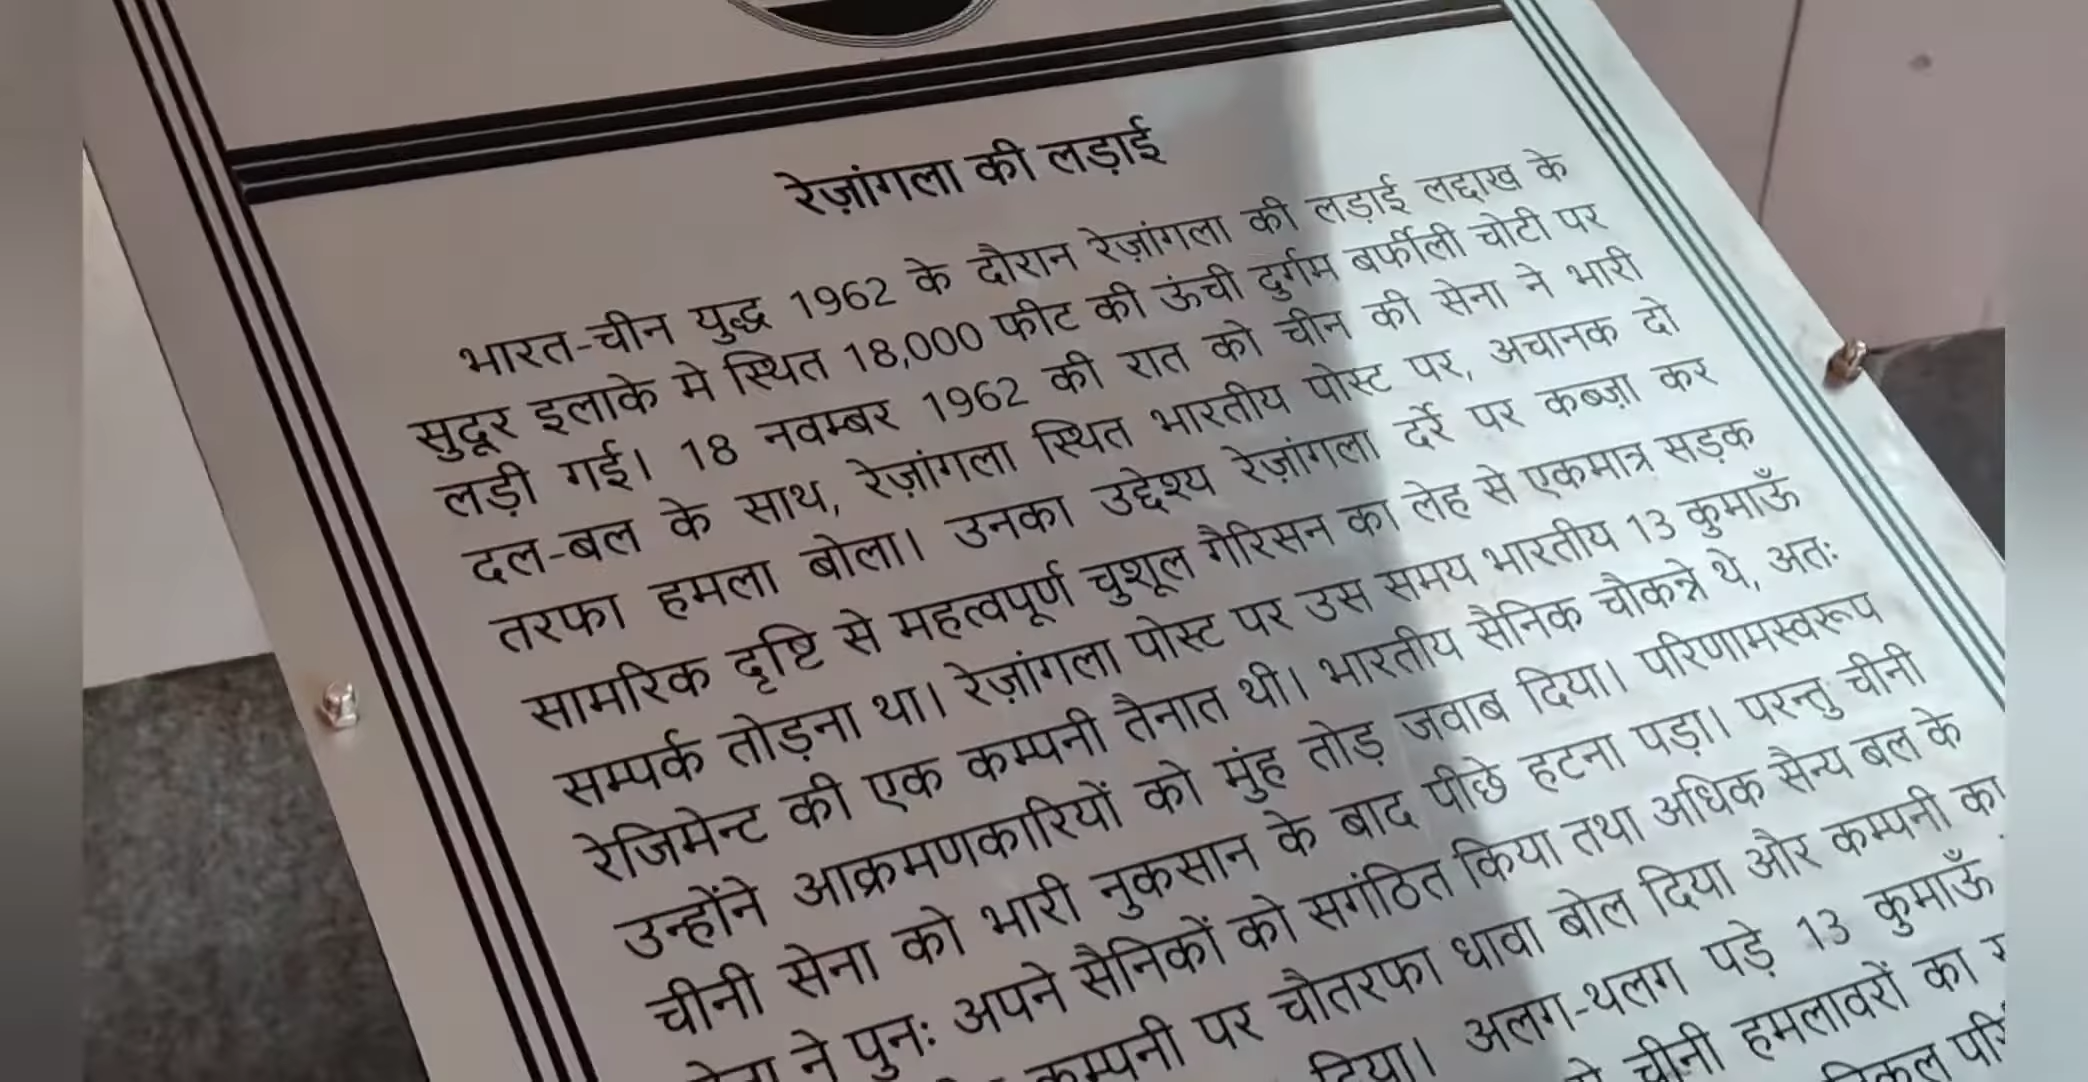 रेज़ांगला की लड़ाई
भारत-चीन युद्ध 1962 के दौरान रेज़ांगला की लड़ाई लद्दाख के
सुदूर इलाके मे स्थित 18,000 फीट की ऊंची दुर्गम बर्फीली चोटी पर
लड़ी गई। 18 नवम्बर 1962 की रात को चीन की सेना ने भारी
दल-बल के साथ, रेज़ांगला स्थित भारतीय पोस्ट पर, अचानक दो
तरफा हमला बोला। उनका उद्देश्य रेज़ांगला दर्रे पर कब्ज़ा कर
सामरिक दृष्टि से महत्वपूर्ण चुशूल गैरिसन का लेह से एकमात्र सड़क
सम्पर्क तोड़ना था। रेज़ांगला पोस्ट पर उस समय भारतीय 13 कुमाऊँ
रेजिमेन्ट की एक कम्पनी तैनात थी। भारतीय सैनिक चौकन्ने थे, अतः
उन्होंने आक्रमणकारियों को मुंह तोड़ जवाब दिया। परिणामस्वरूप
चीनी सेना को भारी नुकसान के बाद पीछे हटना पड़ा। परन्तु चीनी
ने पुनः अपने सैनिकों को सगंठित किया तथा अधिक सैन्य बल के
कम्पनी पर चौतरफा धावा बोल दिया और कम्पनी का
दिया। अलग-थलग पड़े 13 कुमाऊँ
चीनी हमलावरों का